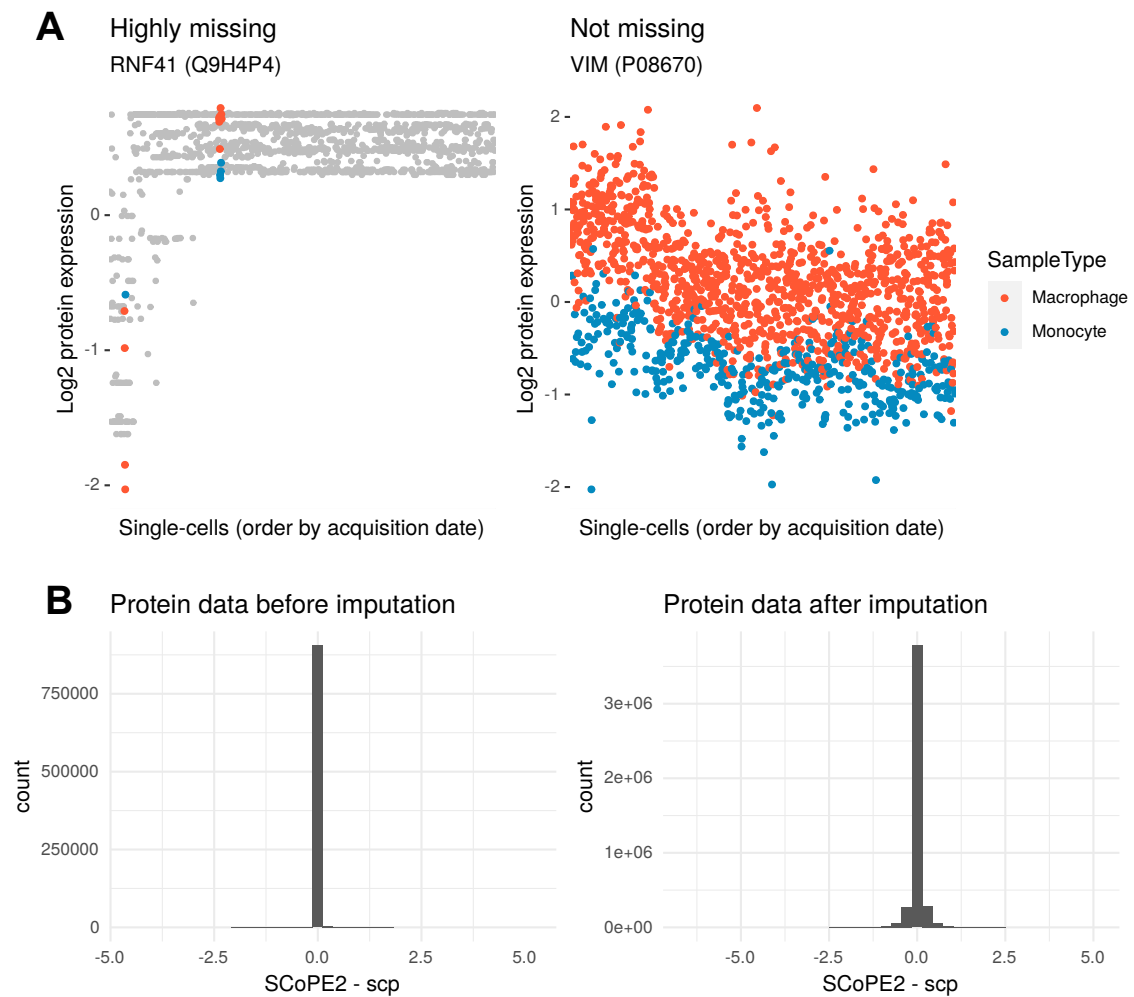 A
Highly missing
RNF41 (Q9H4P4)
Log2 protein expression
0
-1
-2
Single-cells (order by acquisition date)
Not missing
VIM (P08670)
Log2 protein expression
2
1
0
-1
-2
Single-cells (order by acquisition date)
SampleType
Macrophage
Monocyte
B
Protein data before imputation
count
750000
500000
250000
0
-5.0
-2.5
0.0
2.5
5.0
SCoPE2 - scp
Protein data after imputation
count
3e+06
2e+06
1e+06
0e+00
-5.0
-2.5
0.0
2.5
5.0
SCoPE2 - scp